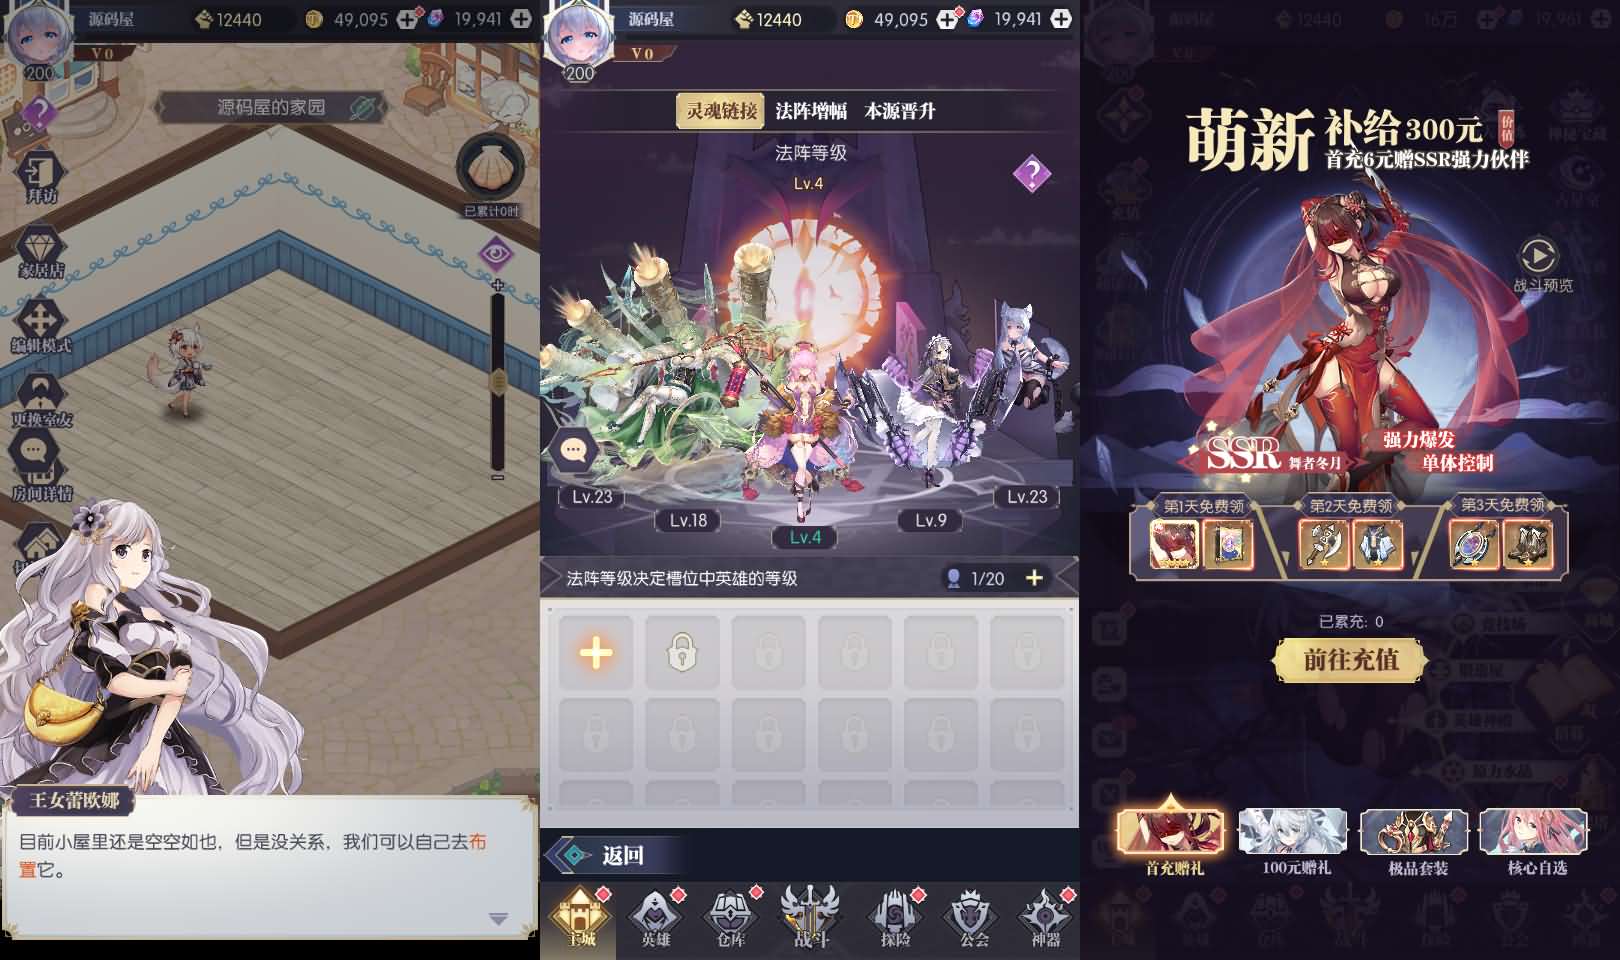 源码屋
12440
49,095
19,941
V0
200
源码屋的家园
拜访
已累计0时
家居店
编辑模式
更换室友
房间详情
王女蕾欧娜
目前小屋里还是空空如也，但是没关系，我们可以自己去布
置它。
源码屋
12440
49,095
19,941
V0
200
灵魂链接
法阵增幅
本源晋升
法阵等级
Lv.4
Lv.23
Lv.18
Lv.4
Lv.9
Lv.23
法阵等级决定槽位中英雄的等级
1/20
返回
主城
英雄
仓库
战斗
探险
公会
神器
12440
16万
19,961
萌新
补给300元
价值
首充6元赠SSR强力伙伴
战斗预览
SSR
舞者冬月
强力爆发
单体控制
第1天免费领
第2天免费领
第3天免费领
已累充: 0
前往充值
竞技场
首充赠礼
100元赠礼
极品套装
核心自选